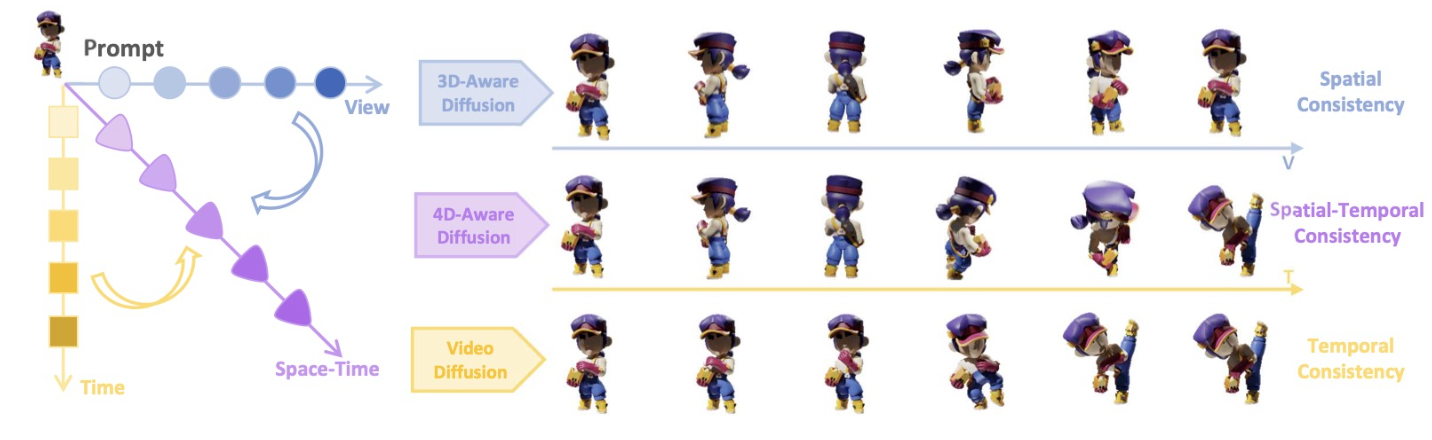 Prompt
View
Time
Space-Time
3D-Aware
Diffusion
Spatial
Consistency
V
4D-Aware
Diffusion
Spatial-Temporal
Consistency
T
Video
Diffusion
Temporal
Consistency